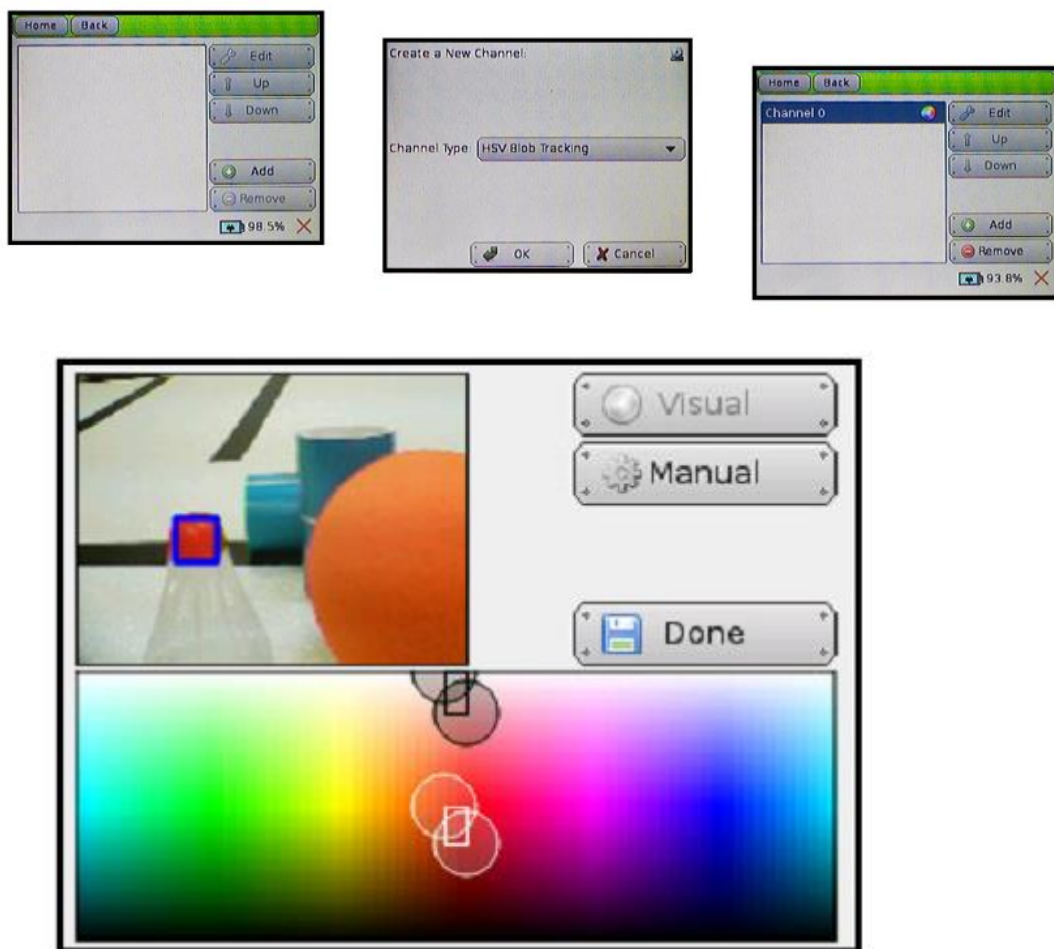 Home Back
Edit
Up
Down
Add
Remove
98.5%
Create a New Channel:
Channel Type: HSV Blob Tracking
OK Cancel
Home Back
Channel 0
Edit
Up
Down
Add
Remove
93.8%
Visual
Manual
Done